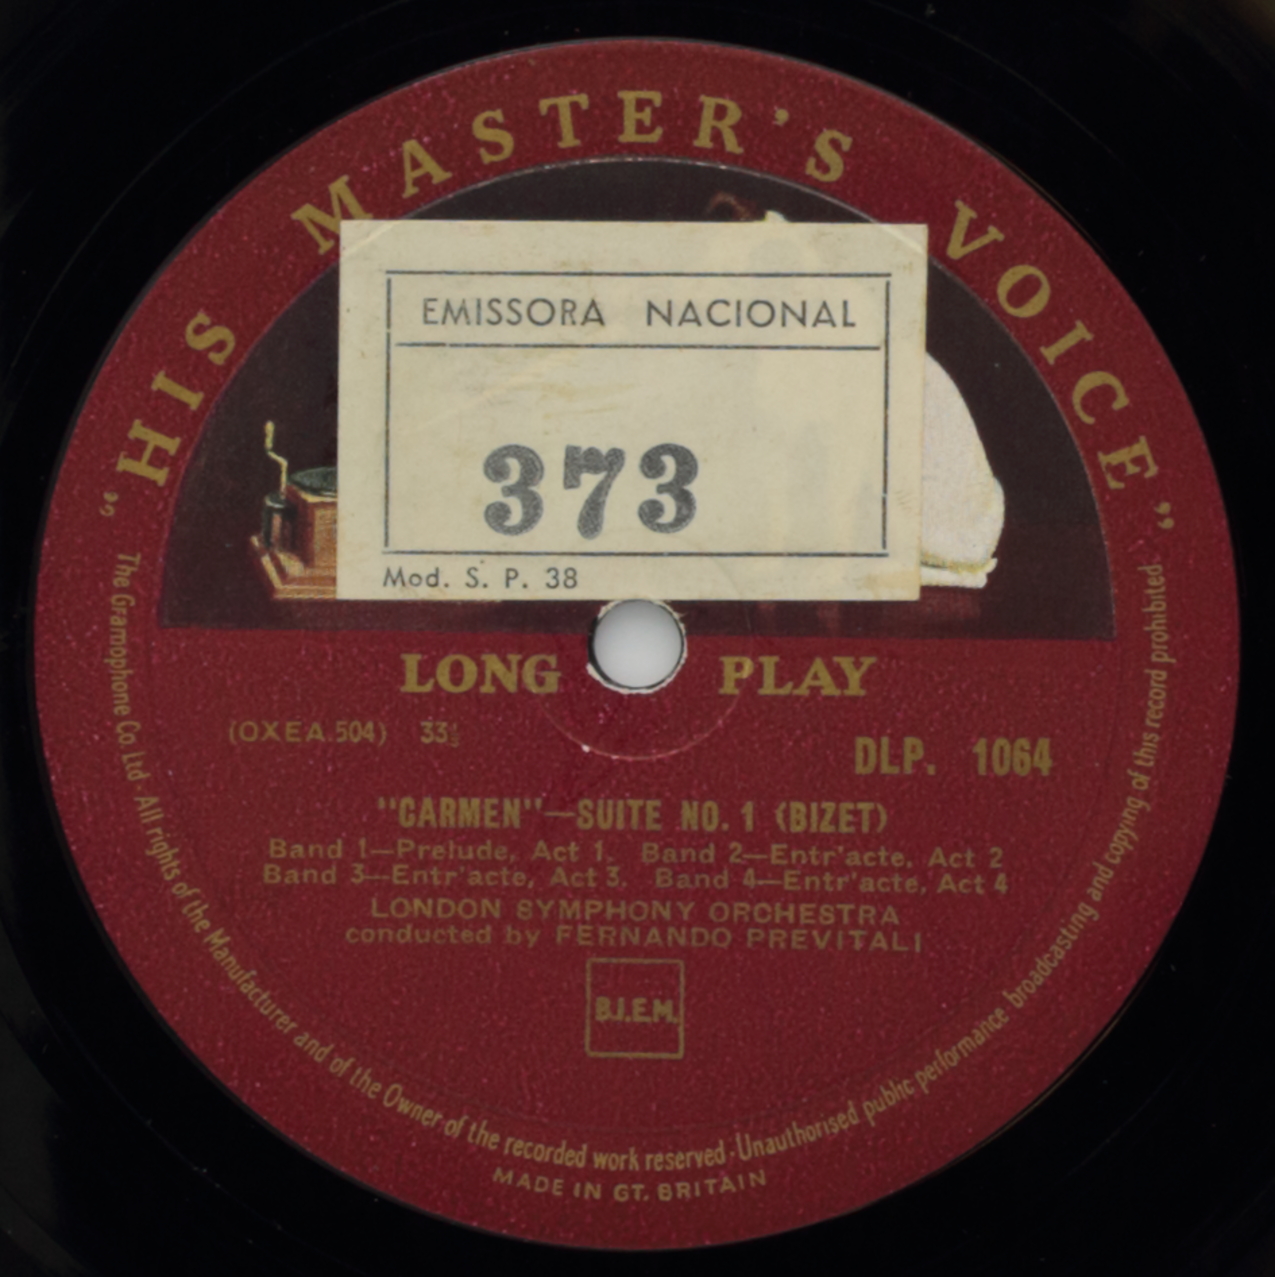 "HIS MASTER'S VOICE"
EMISSORA NACIONAL
373
Mod. S. P. 38
LONG PLAY
(OXEA.504) 33⅓
DLP. 1064
"CARMEN"—SUITE NO. 1 (BIZET)
Band 1—Prelude, Act 1. Band 2—Entr'acte, Act 2
Band 3—Entr'acte, Act 3. Band 4—Entr'acte, Act 4
LONDON SYMPHONY ORCHESTRA
conducted by FERNANDO PREVITALI
B.I.E.M.
The Gramophone Co. Ltd · All rights of the Manufacturer and of the Owner of the recorded work reserved · Unauthorised public performance broadcasting and copying of this record prohibited
MADE IN GT. BRITAIN